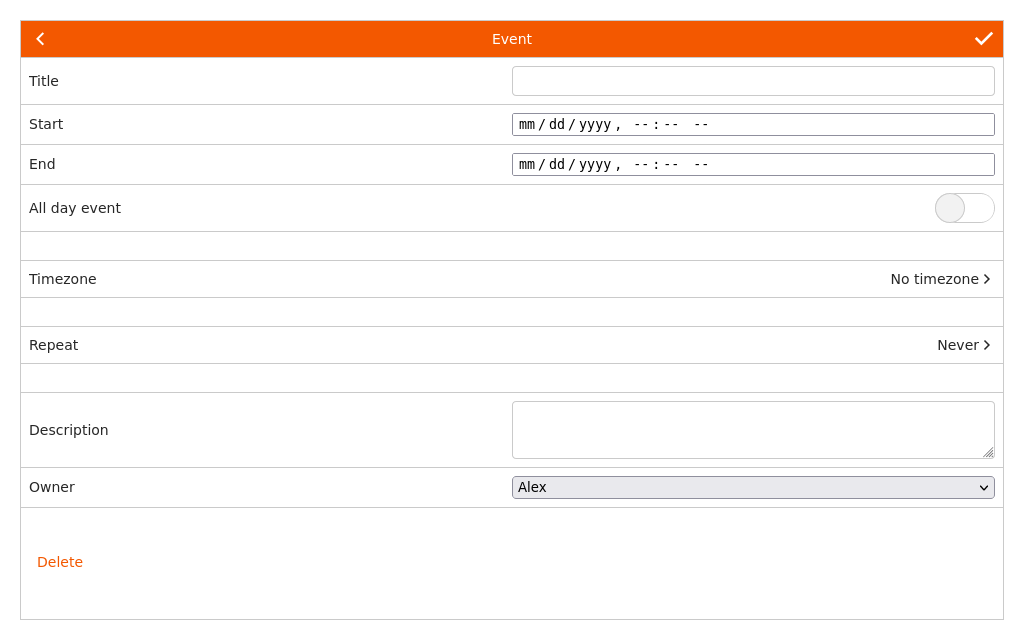 Event
Title
Start mm/dd/yyyy, --:-- --
End mm/dd/yyyy, --:-- --
All day event
Timezone No timezone
Repeat Never
Description
Owner Alex
Delete